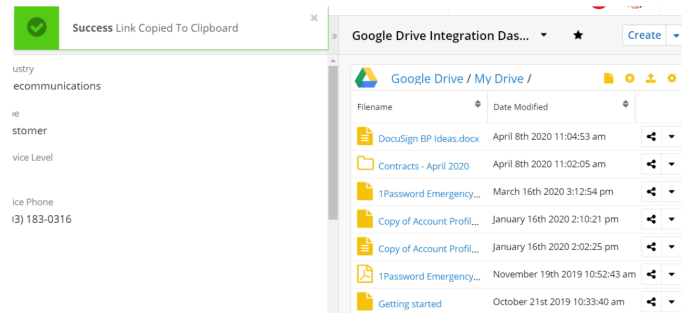 Success Link Copied To Clipboard ×
ustry
ecommunications
stomer
vice Level
ice Phone
)3) 183-0316
» Google Drive Integration Das... Create
Google Drive / My Drive /
Filename Date Modified
DocuSign BP Ideas.docx April 8th 2020 11:04:53 am
Contracts - April 2020 April 8th 2020 11:02:05 am
1Password Emergency... March 16th 2020 3:12:54 pm
Copy of Account Profil... January 16th 2020 2:10:21 pm
Copy of Account Profil... January 16th 2020 2:02:25 pm
1Password Emergency... November 19th 2019 10:52:43 am
Getting started October 21st 2019 10:33:40 am